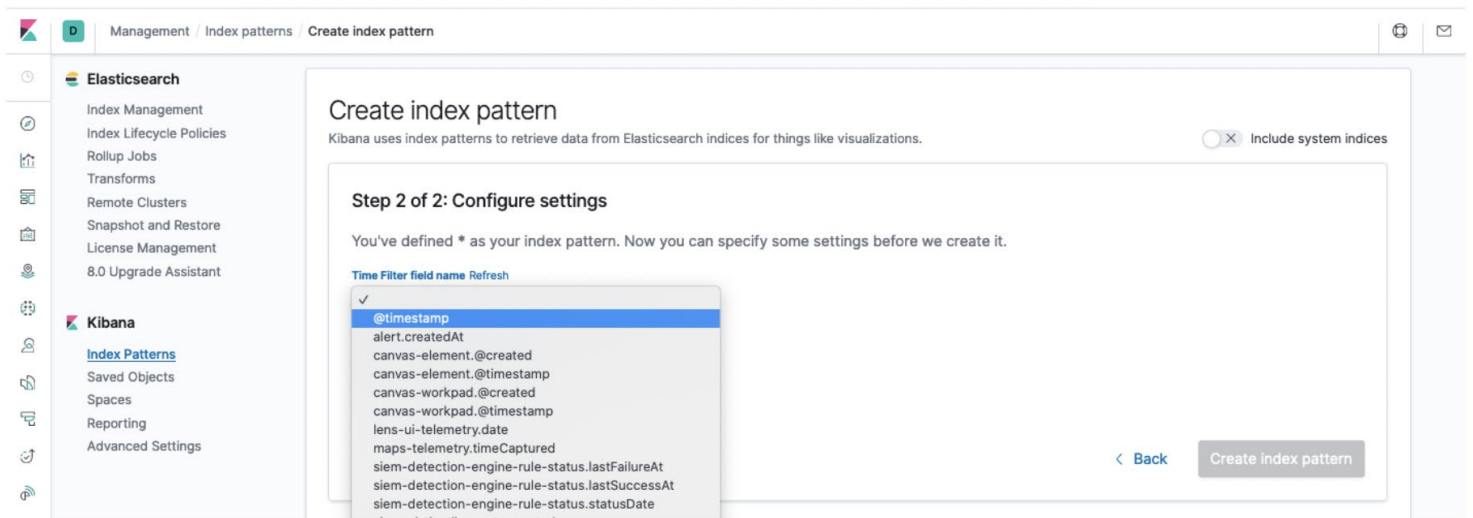 D Management / Index patterns / Create index pattern
Elasticsearch
Index Management
Index Lifecycle Policies
Rollup Jobs
Transforms
Remote Clusters
Snapshot and Restore
License Management
8.0 Upgrade Assistant
Kibana
Index Patterns
Saved Objects
Spaces
Reporting
Advanced Settings
Create index pattern
Kibana uses index patterns to retrieve data from Elasticsearch indices for things like visualizations.
Include system indices
Step 2 of 2: Configure settings
You've defined * as your index pattern. Now you can specify some settings before we create it.
Time Filter field name Refresh
@timestamp
alert.createdAt
canvas-element.@created
canvas-element.@timestamp
canvas-workpad.@created
canvas-workpad.@timestamp
lens-ui-telemetry.date
maps-telemetry.timeCaptured
siem-detection-engine-rule-status.lastFailureAt
siem-detection-engine-rule-status.lastSuccessAt
siem-detection-engine-rule-status.statusDate
< Back
Create index pattern